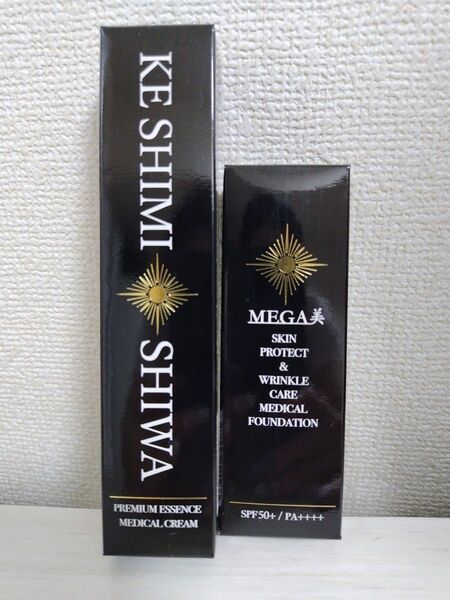 KE SHIMI SHIWA
PREMIUM ESSENCE
MEDICAL CREAM
MEGA美
SKIN
PROTECT
&
WRINKLE
CARE
MEDICAL
FOUNDATION
SPF50+ / PA++++